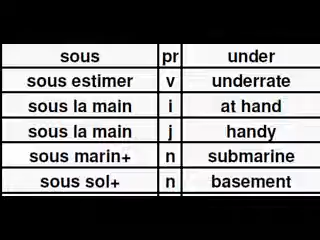 sous pr under
sous estimer v underrate
sous la main i at hand
sous la main j handy
sous marin+ n submarine
sous sol+ n basement